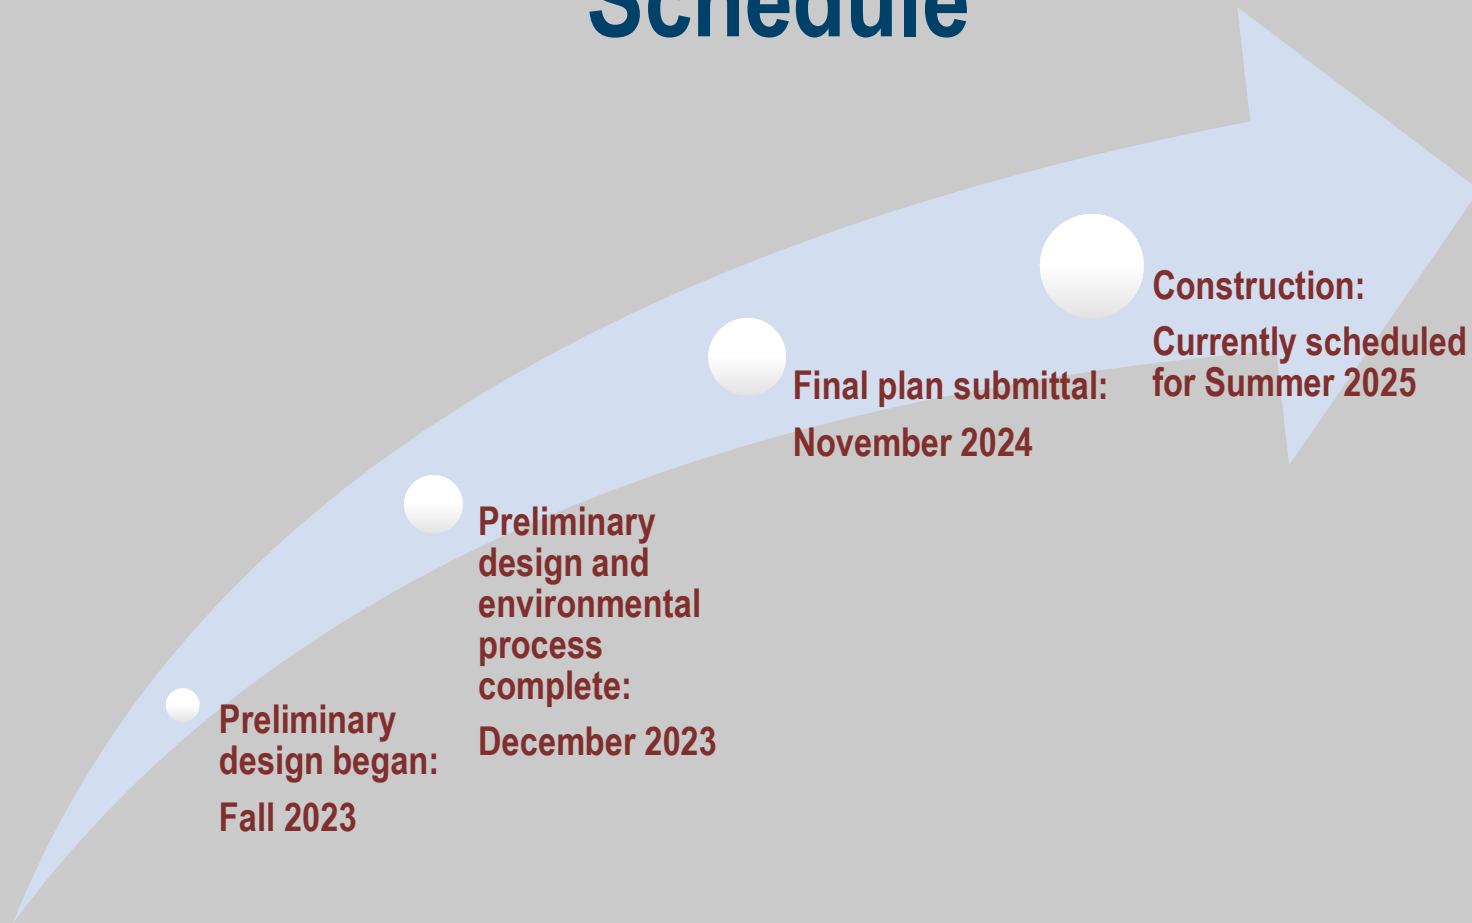 Schedule
Construction:
Currently scheduled
for Summer 2025
Final plan submittal:
November 2024
Preliminary
design and
environmental
process
complete:
December 2023
Preliminary
design began:
Fall 2023